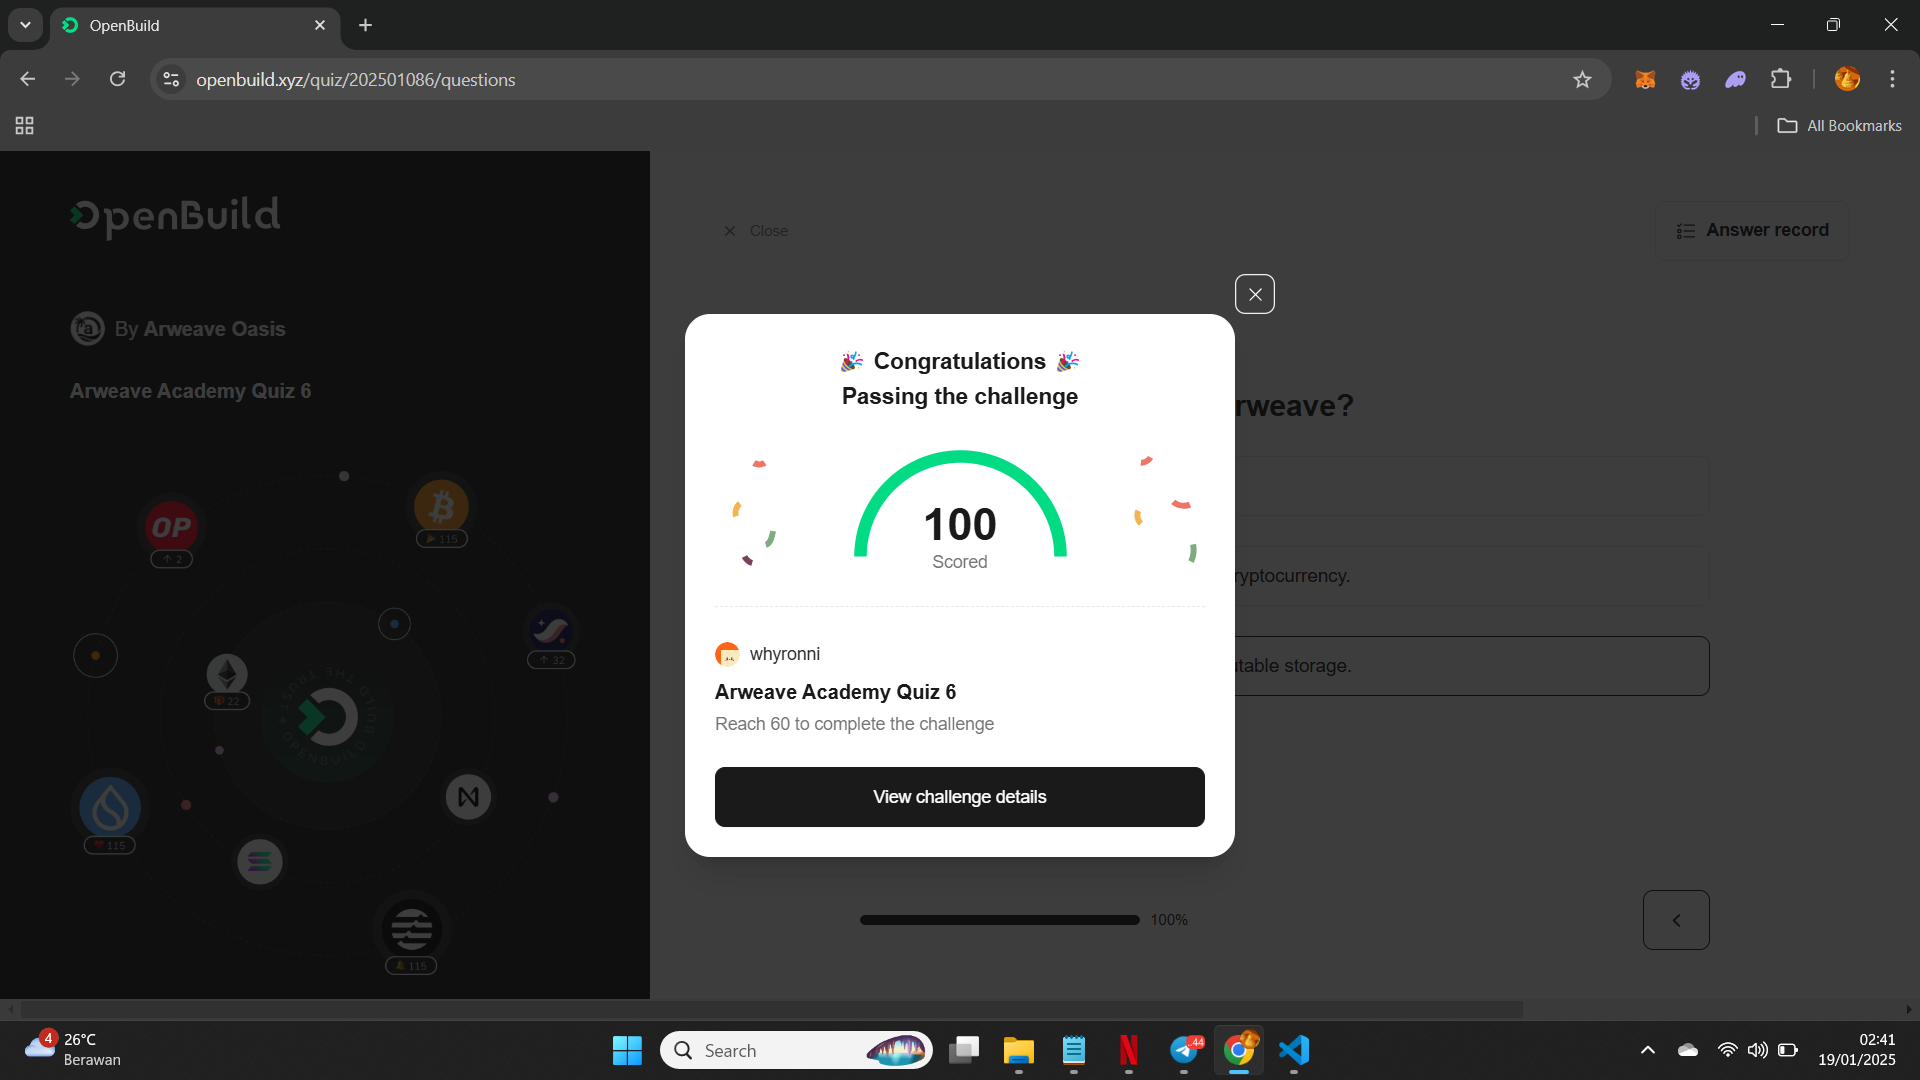 OpenBuild
openbuild.xyz/quiz/202501086/questions
All Bookmarks
OpenBuild
Close
Answer record
By Arweave Oasis
Arweave Academy Quiz 6
rweave?
ryptocurrency.
table storage.
🎉 Congratulations 🎉
Passing the challenge
100
Scored
whyronni
Arweave Academy Quiz 6
Reach 60 to complete the challenge
View challenge details
100%
OP
2
115
32
22
115
115
4
26°C
Berawan
Search
44
02:41
19/01/2025